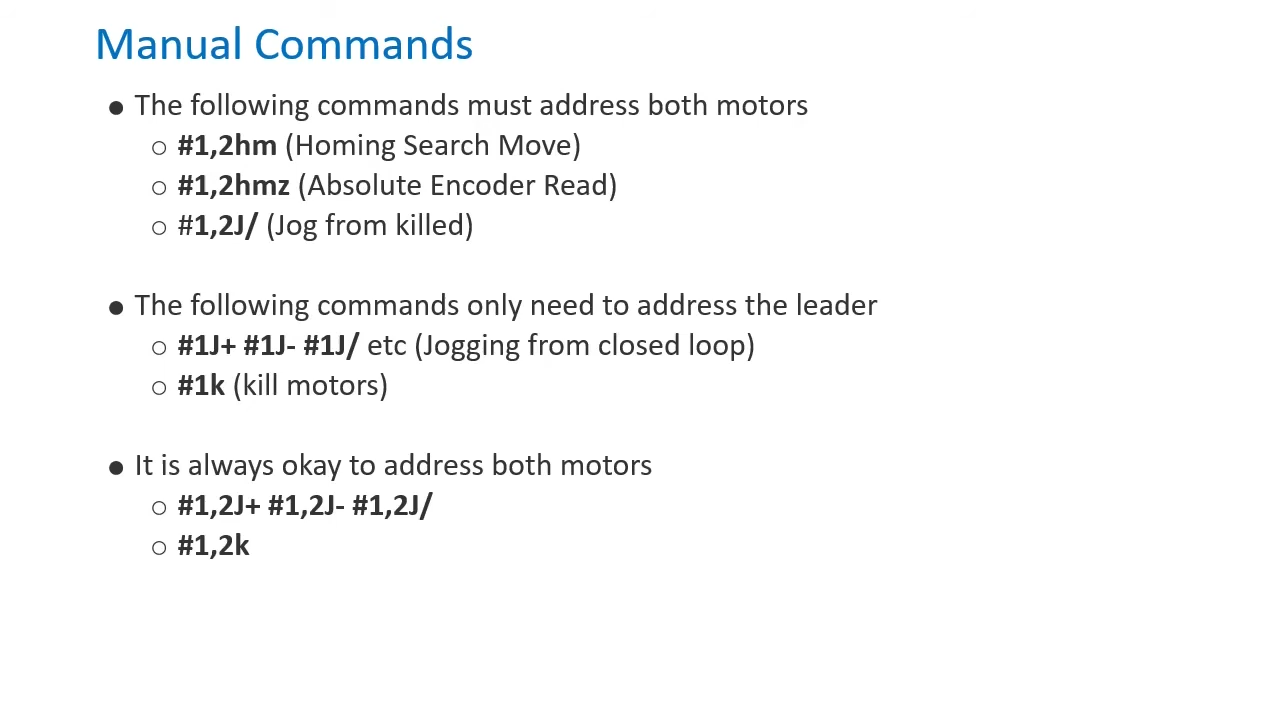 Manual Commands
● The following commands must address both motors
○ #1,2hm (Homing Search Move)
○ #1,2hmz (Absolute Encoder Read)
○ #1,2J/ (Jog from killed)
● The following commands only need to address the leader
○ #1J+ #1J- #1J/ etc (Jogging from closed loop)
○ #1k (kill motors)
● It is always okay to address both motors
○ #1,2J+ #1,2J- #1,2J/
○ #1,2k